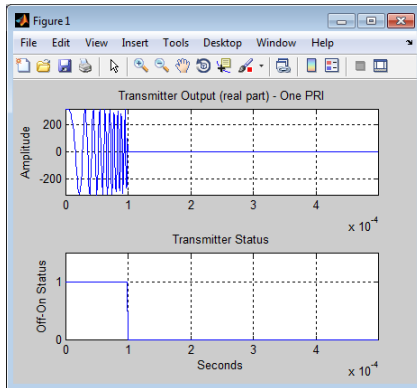 Figure 1
File Edit View Insert Tools Desktop Window Help
Transmitter Output (real part) - One PRI
Amplitude
200
0
-200
0 1 2 3 4
x 10^-4
Transmitter Status
Off-On Status
1
0
0 1 2 3 4
x 10^-4
Seconds